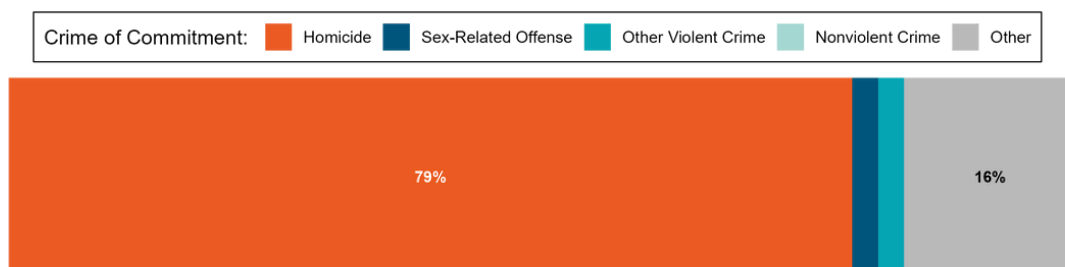 Crime of Commitment: Homicide Sex-Related Offense Other Violent Crime Nonviolent Crime Other
79% 16%